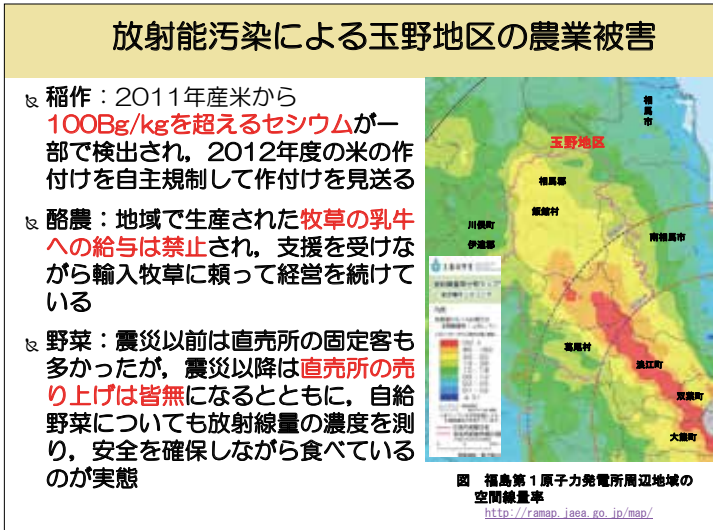 放射能汚染による玉野地区の農業被害
稲作：2011年産米から
100Bg/kgを超えるセシウムが一
部で検出され，2012年度の米の作
付けを自主規制して作付けを見送る
酪農：地域で生産された牧草の乳牛
への給与は禁止され，支援を受けな
がら輸入牧草に頼って経営を続けて
いる
野菜：震災以前は直売所の固定客も
多かったが，震災以降は直売所の売
り上げは皆無になるとともに，自給
野菜についても放射線量の濃度を測
り，安全を確保しながら食べている
のが実態
相馬市
玉野地区
相馬郡
飯舘村
川俣町
伊達郡
南相馬市
葛尾村
浪江町
双葉町
大熊町
図　福島第１原子力発電所周辺地域の
空間線量率
http://ramap.jaea.go.jp/map/